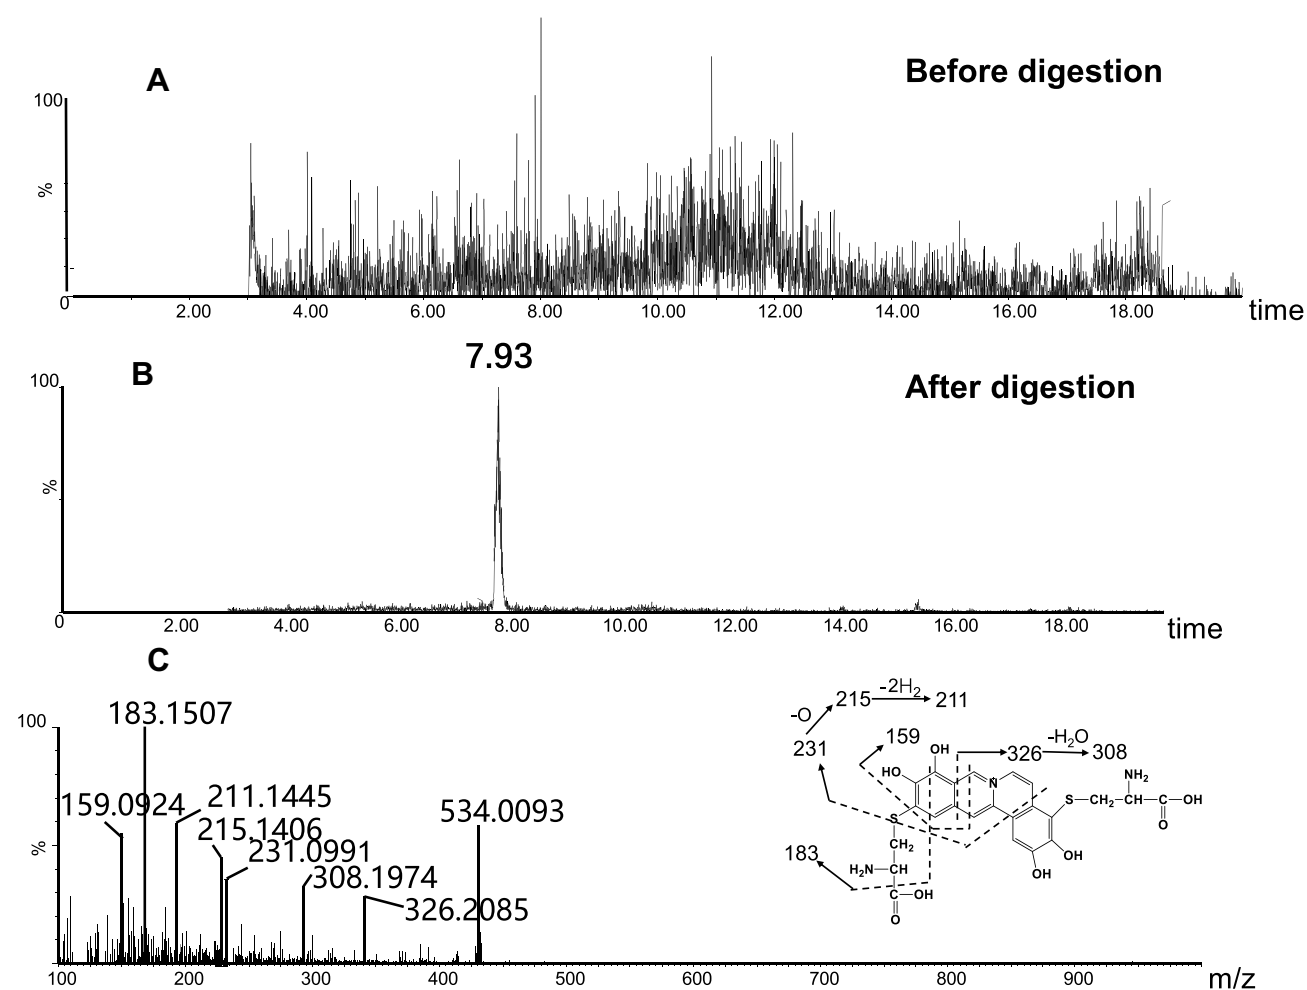 A
Before digestion
100
%
0
2.00 4.00 6.00 8.00 10.00 12.00 14.00 16.00 18.00
time
7.93
B
After digestion
100
%
0
2.00 4.00 6.00 8.00 10.00 12.00 14.00 16.00 18.00
time
C
100
%
183.1507
159.0924
211.1445
215.1406
231.0991
308.1974
326.2085
534.0093
100 200 300 400 500 600 700 800 900
m/z
-O
215
-2H2
211
231
159
326
-H2O
308
183
OH
HO
N
S
CH2
H2N
CH
C
OH
O
S
CH2
CH
NH2
C
OH
O
OH
OH